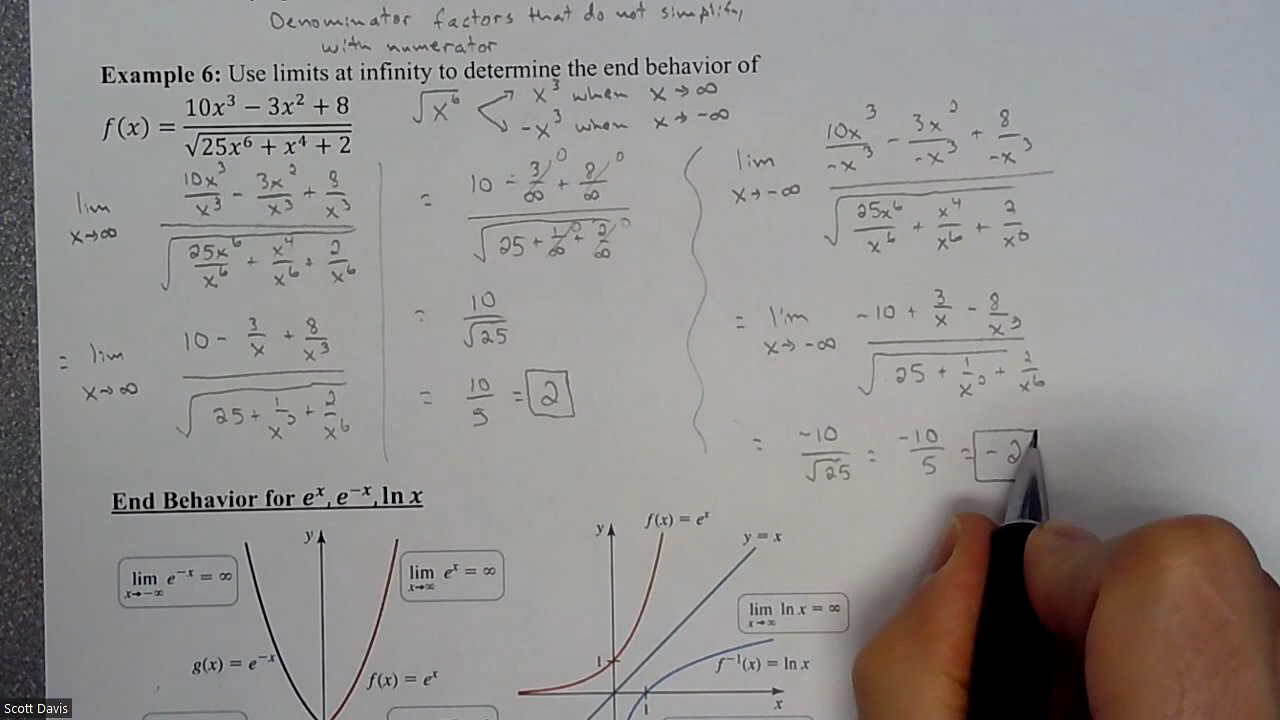 Denominator factors that do not simplify
with numerator
Example 6: Use limits at infinity to determine the end behavior of
f(x) = (10x³ − 3x² + 8)/√(25x⁶ + x⁴ + 2)
√x⁶ < x³ when x→∞
-x³ when x→-∞
lim x→∞ (10x³/x³ - 3x²/x³ + 8/x³)/√(25x⁶/x⁶ + x⁴/x⁶ + 2/x⁶)
= lim x→∞ (10 - 3/x + 8/x³)/√(25 + 1/x² + 2/x⁶)
= (10 - 3/∞ 0 + 8/∞ 0)/√(25 + 1/∞ 0 + 2/∞ 0)
= 10/√25
= 10/5 = 2
lim x→-∞ (10x³/-x³ - 3x²/-x³ + 8/-x³)/√(25x⁶/x⁶ + x⁴/x⁶ + 2/x⁶)
= lim x→-∞ (-10 + 3/x - 8/x³)/√(25 + 1/x² + 2/x⁶)
= -10/√25 = -10/5 = -2
End Behavior for eˣ, e⁻ˣ, ln x
y
lim x→−∞ e⁻ˣ = ∞
lim x→∞ eˣ = ∞
g(x) = e⁻ˣ
f(x) = eˣ
y
f(x) = eˣ
y = x
lim x→∞ ln x = ∞
f⁻¹(x) = ln x
1
1
x
Scott Davis